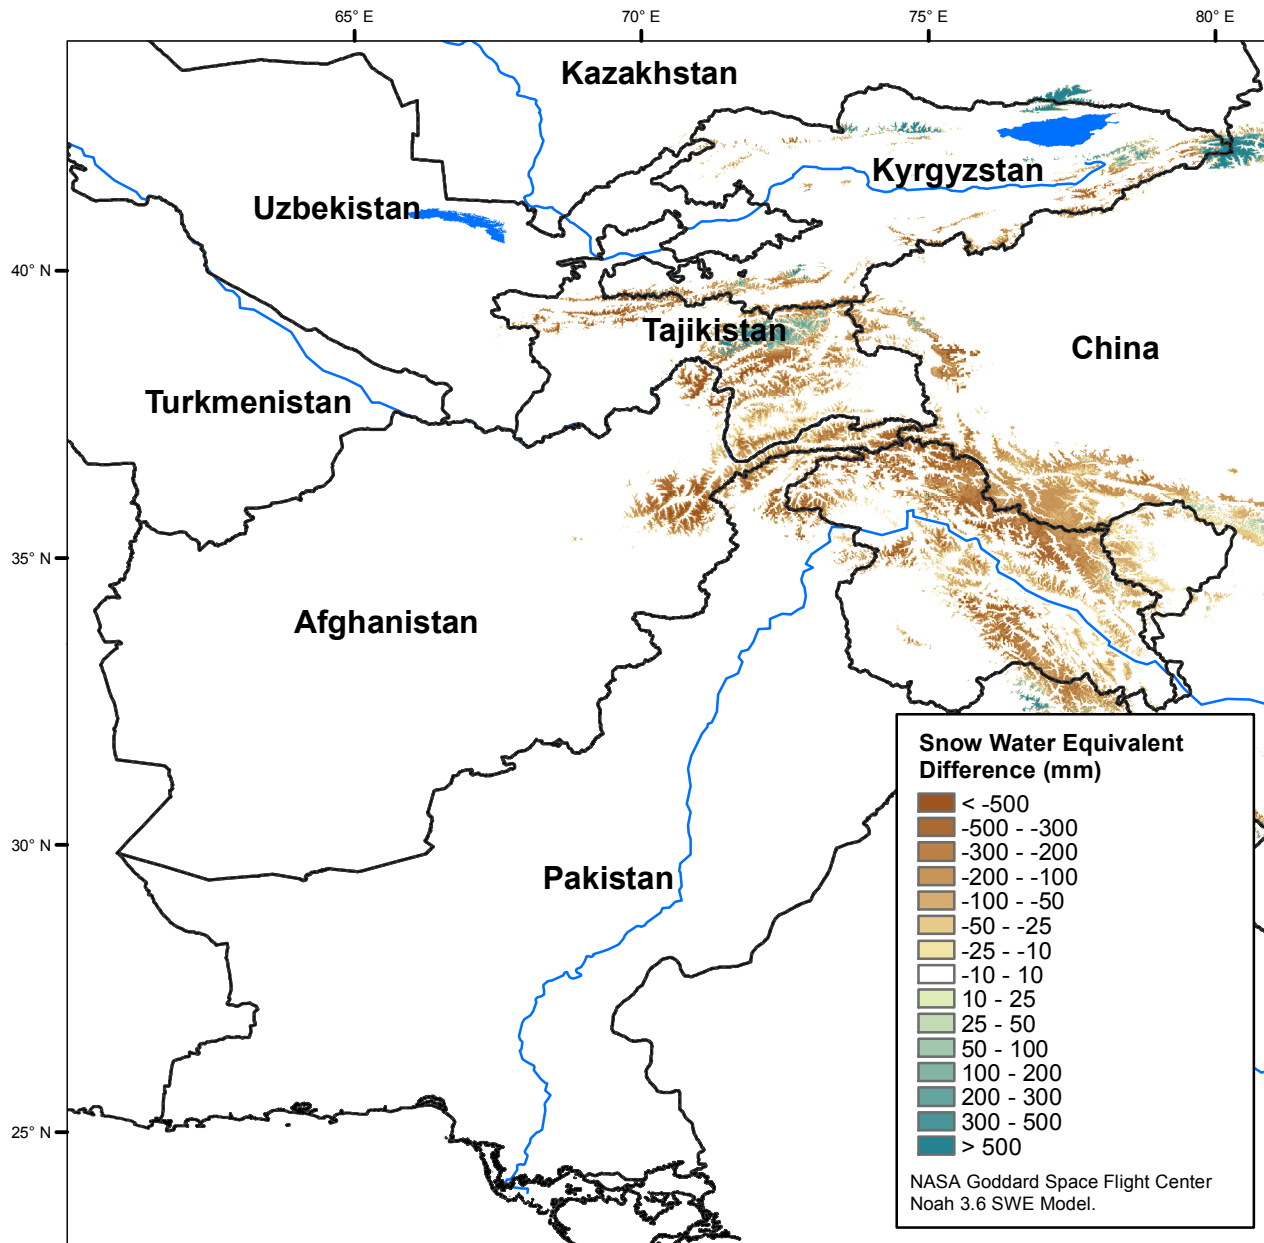 65° E
70° E
75° E
80° E
Kazakhstan
Kyrgyzstan
Uzbekistan
40° N
Tajikistan
China
Turkmenistan
35° N
Afghanistan
Snow Water Equivalent
Difference (mm)
< -500
-500 - -300
-300 - -200
-200 - -100
-100 - -50
-50 - -25
-25 - -10
-10 - 10
10 - 25
25 - 50
50 - 100
100 - 200
200 - 300
300 - 500
> 500
NASA Goddard Space Flight Center
Noah 3.6 SWE Model.
30° N
Pakistan
25° N